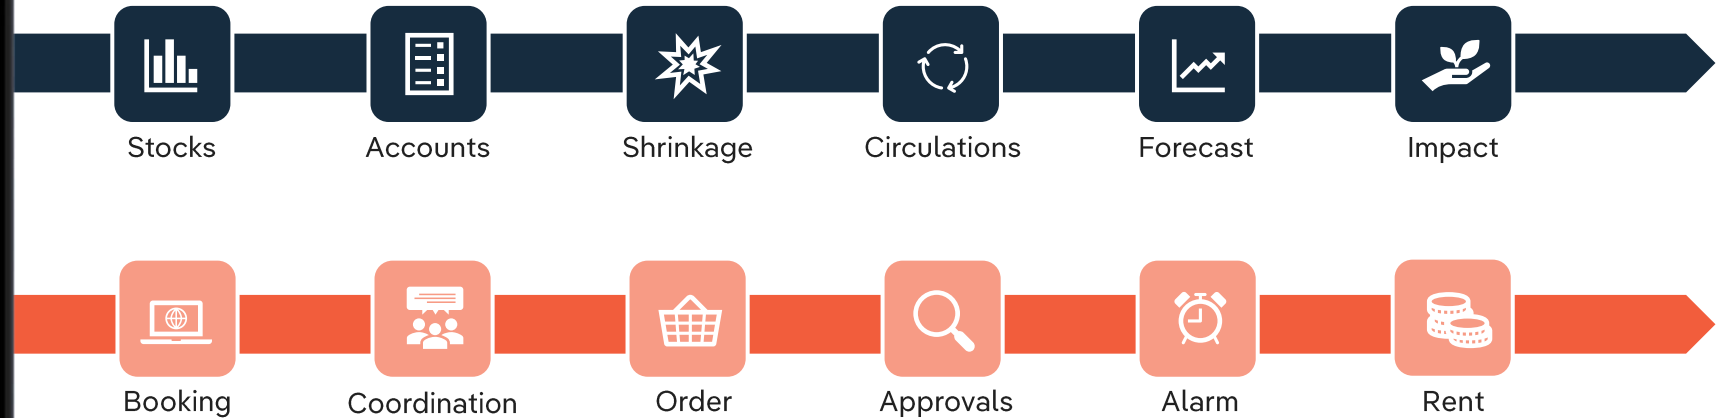 Stocks Accounts Shrinkage Circulations Forecast Impact
Booking Coordination Order Approvals Alarm Rent